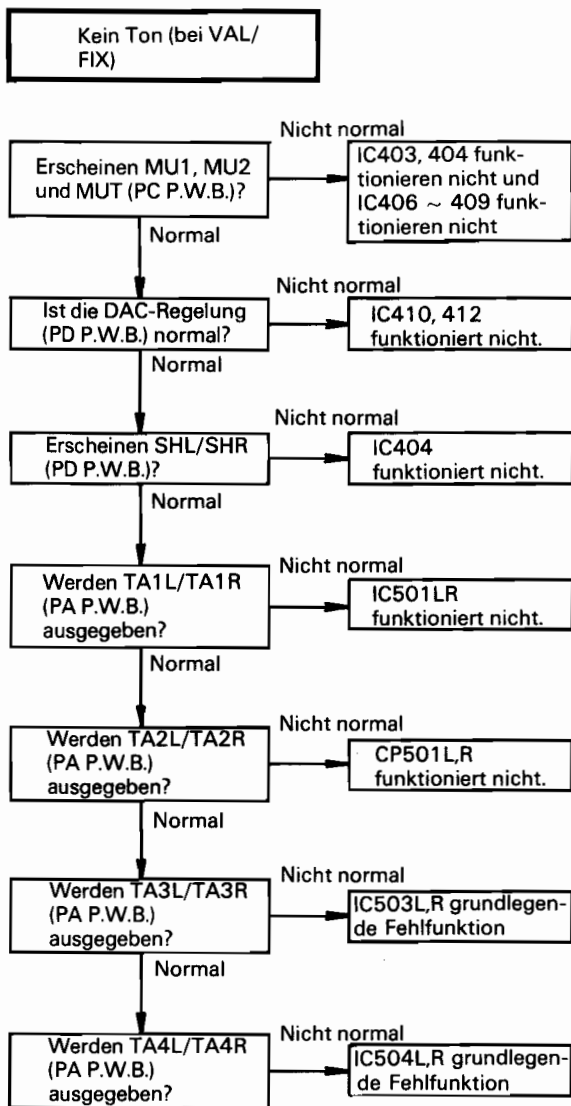 Kein Ton (bei VAL/
FIX)
Nicht normal
Erscheinen MU1, MU2
und MUT (PC P.W.B.)?
IC403, 404 funk-
tionieren nicht und
IC406 ~ 409 funk-
tionieren nicht
Normal
Nicht normal
Ist die DAC-Regelung
(PD P.W.B.) normal?
IC410, 412
funktioniert nicht.
Normal
Nicht normal
Erscheinen SHL/SHR
(PD P.W.B.)?
IC404
funktioniert nicht.
Normal
Nicht normal
Werden TA1L/TA1R
(PA P.W.B.)
ausgegeben?
IC501LR
funktioniert nicht.
Normal
Nicht normal
Werden TA2L/TA2R
(PA P.W.B.)
ausgegeben?
CP501L,R
funktioniert nicht.
Normal
Nicht normal
Werden TA3L/TA3R
(PA P.W.B.)
ausgegeben?
IC503L,R grundlegen-
de Fehlfunktion
Normal
Nicht normal
Werden TA4L/TA4R
(PA P.W.B.)
ausgegeben?
IC504L,R grundlegen-
de Fehlfunktion